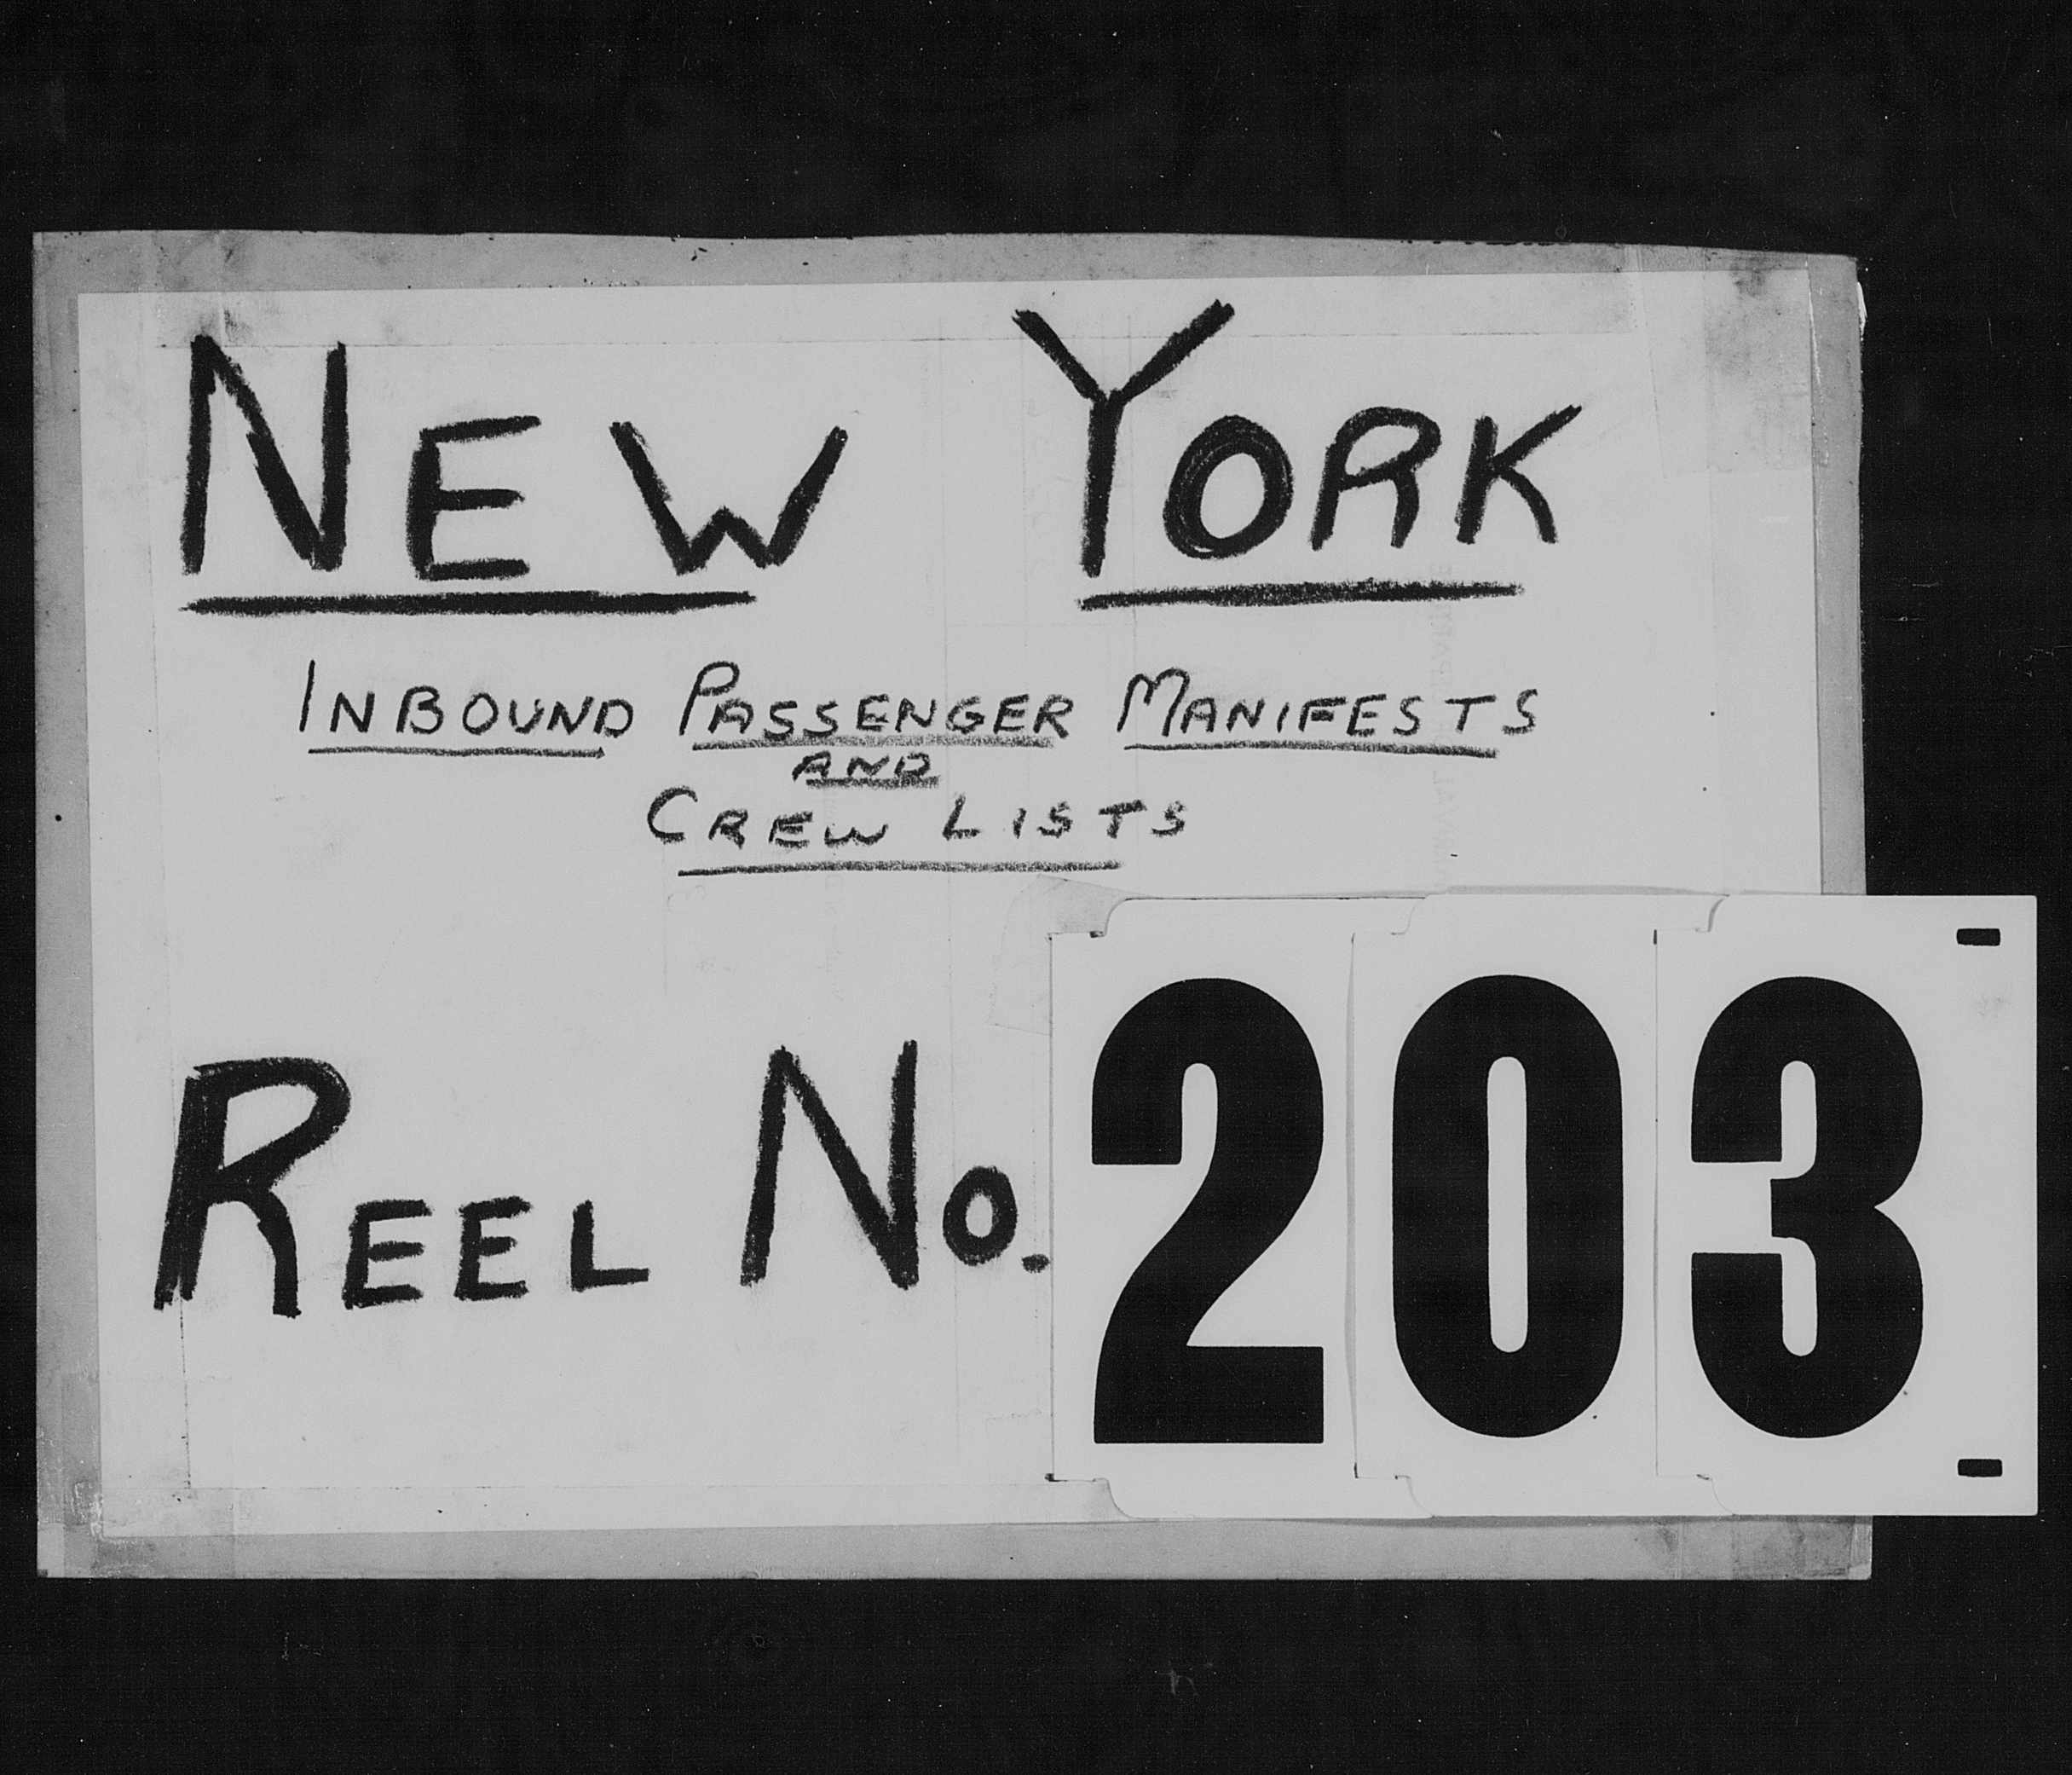 NEW YORK
INBOUND PASSENGER MANIFESTS
AND
CREW LISTS
REEL No. 203